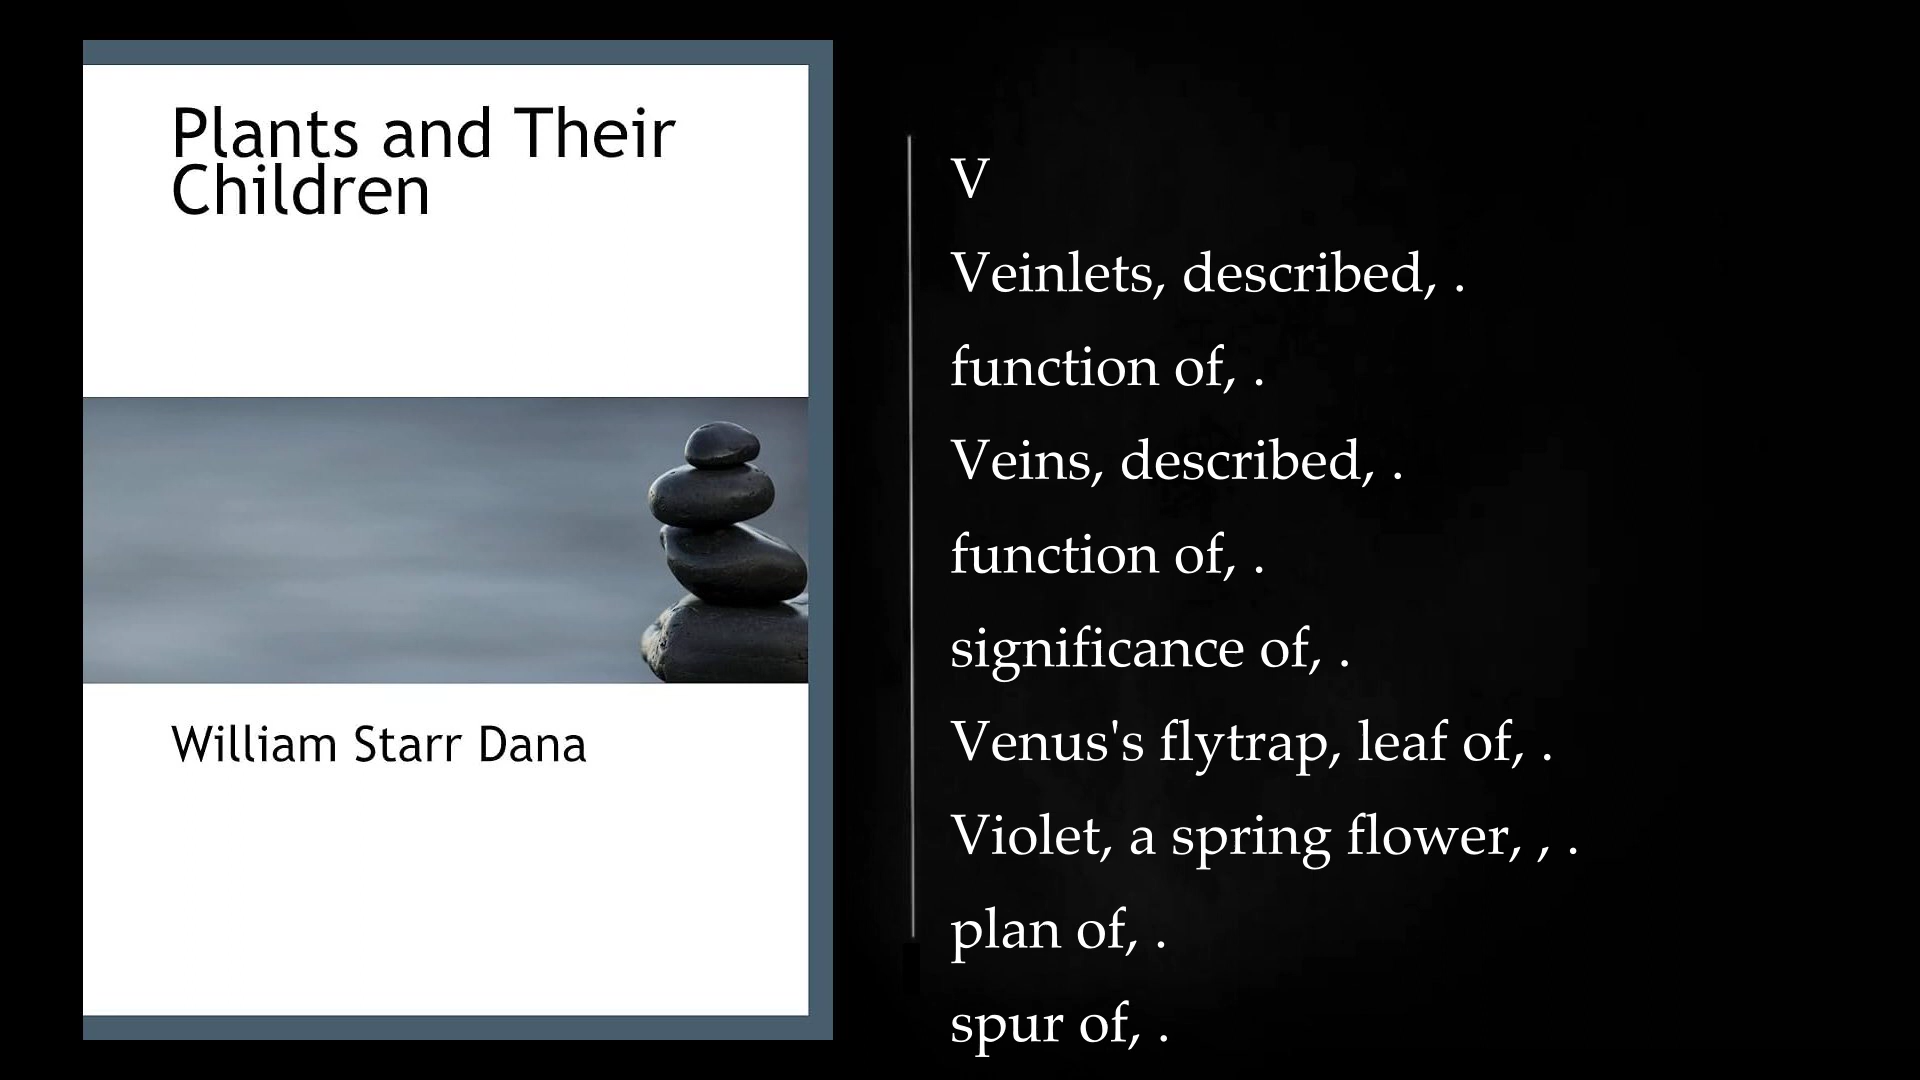 Plants and Their
Children
William Starr Dana
V
Veinlets, described, .
function of, .
Veins, described, .
function of, .
significance of, .
Venus's flytrap, leaf of, .
Violet, a spring flower, , .
plan of, .
spur of, .